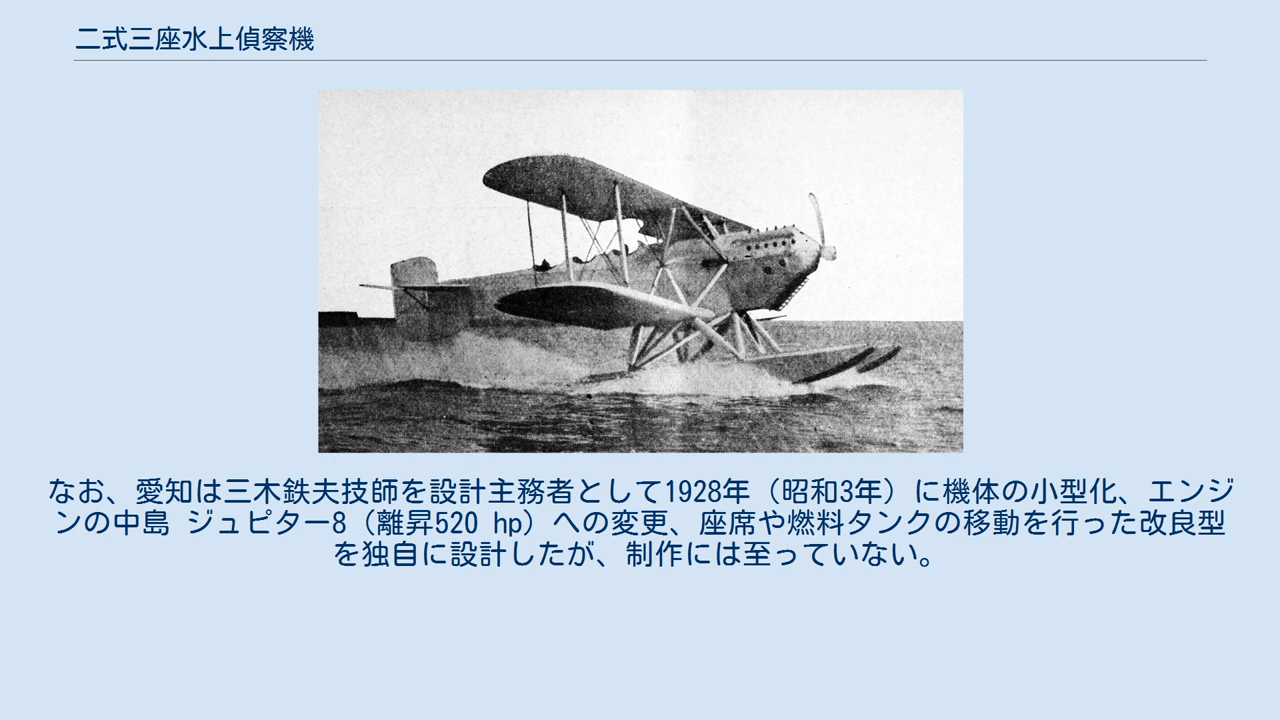 二式三座水上偵察機
なお、愛知は三木鉄夫技師を設計主務者として1928年（昭和3年）に機体の小型化、エンジ
ンの中島 ジュピター8（離昇520 hp）への変更、座席や燃料タンクの移動を行った改良型
を独自に設計したが、制作には至っていない。